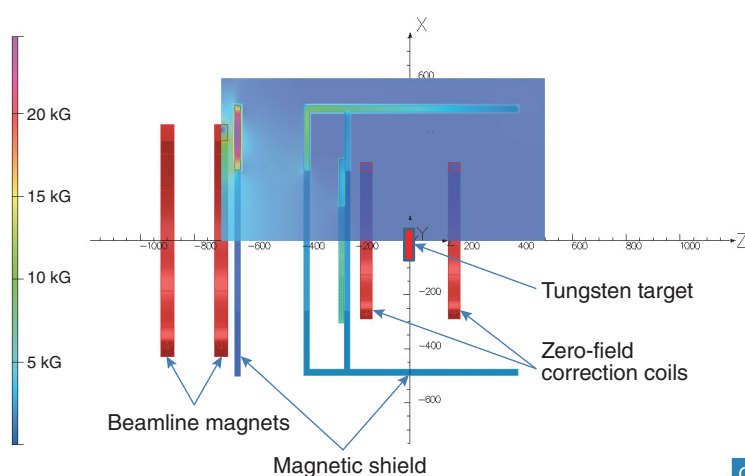 X
600
20 kG
15 kG
10 kG
5 kG
Y
Z
-1000
-800
-600
-400
-200
200
400
600
800
1000
-200
-400
-600
Tungsten target
Zero-field
correction coils
Beamline magnets
Magnetic shield